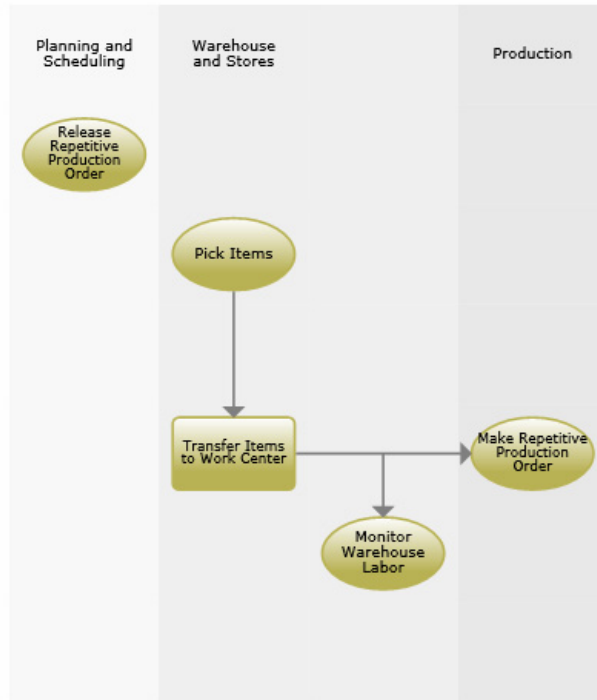 Planning and
Scheduling
Warehouse
and Stores
Production
Release
Repetitive
Production
Order
Pick Items
Transfer Items
to Work Center
Make Repetitive
Production
Order
Monitor
Warehouse
Labor